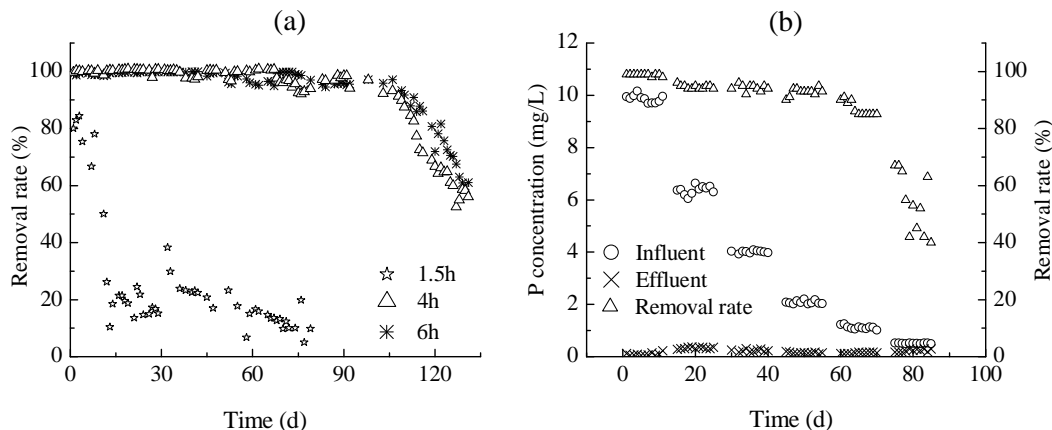 (a)
120
100
80
60
40
20
0
0
30
60
90
120
Removal rate (%)
Time (d)
1.5h
4h
6h
(b)
12
10
8
6
4
2
0
100
80
60
40
20
0
0
20
40
60
80
100
P concentration (mg/L)
Removal rate (%)
Time (d)
Influent
Effluent
Removal rate